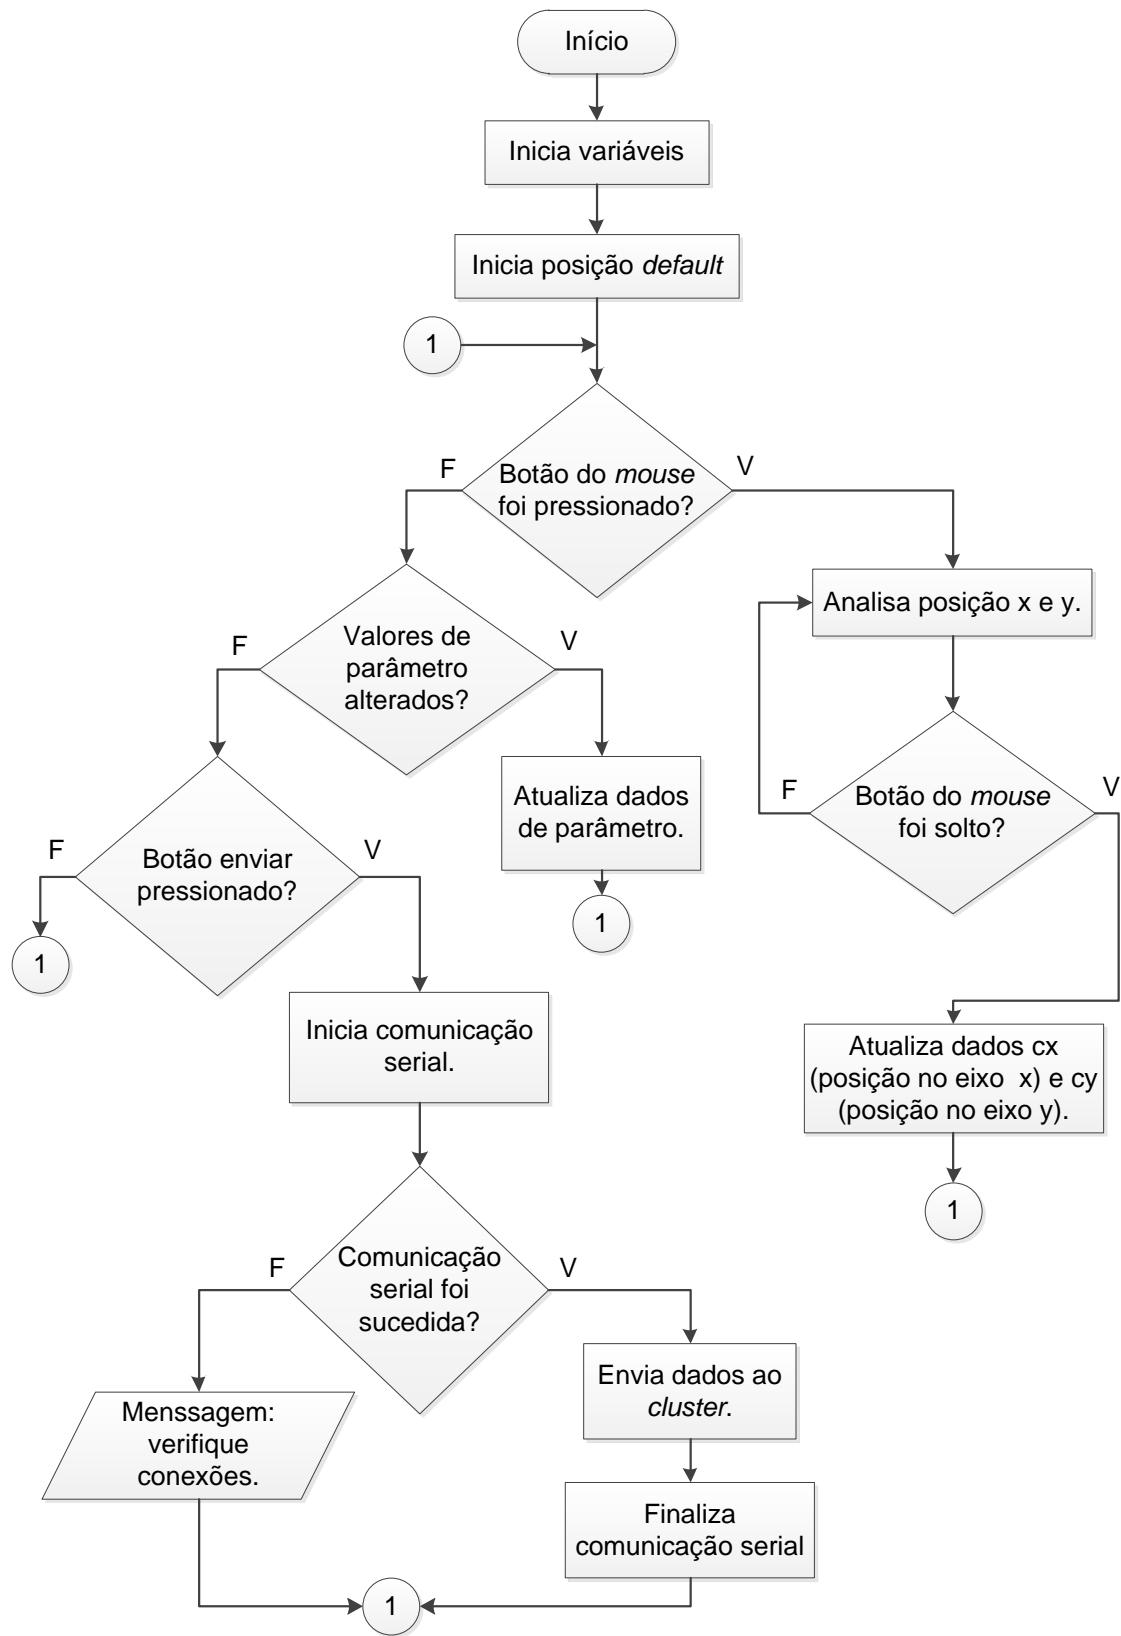 Início
Inicia variáveis
Inicia posição default
1
F
V
Botão do mouse
foi pressionado?
Analisa posição x e y.
F
V
Valores de
parâmetro
alterados?
Atualiza dados
de parâmetro.
1
F
V
Botão do mouse
foi solto?
F
V
Botão enviar
pressionado?
1
Inicia comunicação
serial.
Atualiza dados cx
(posição no eixo  x) e cy
(posição no eixo y).
1
F
V
Comunicação
serial foi
sucedida?
Envia dados ao
cluster.
Menssagem:
verifique
conexões.
Finaliza
comunicação serial
1